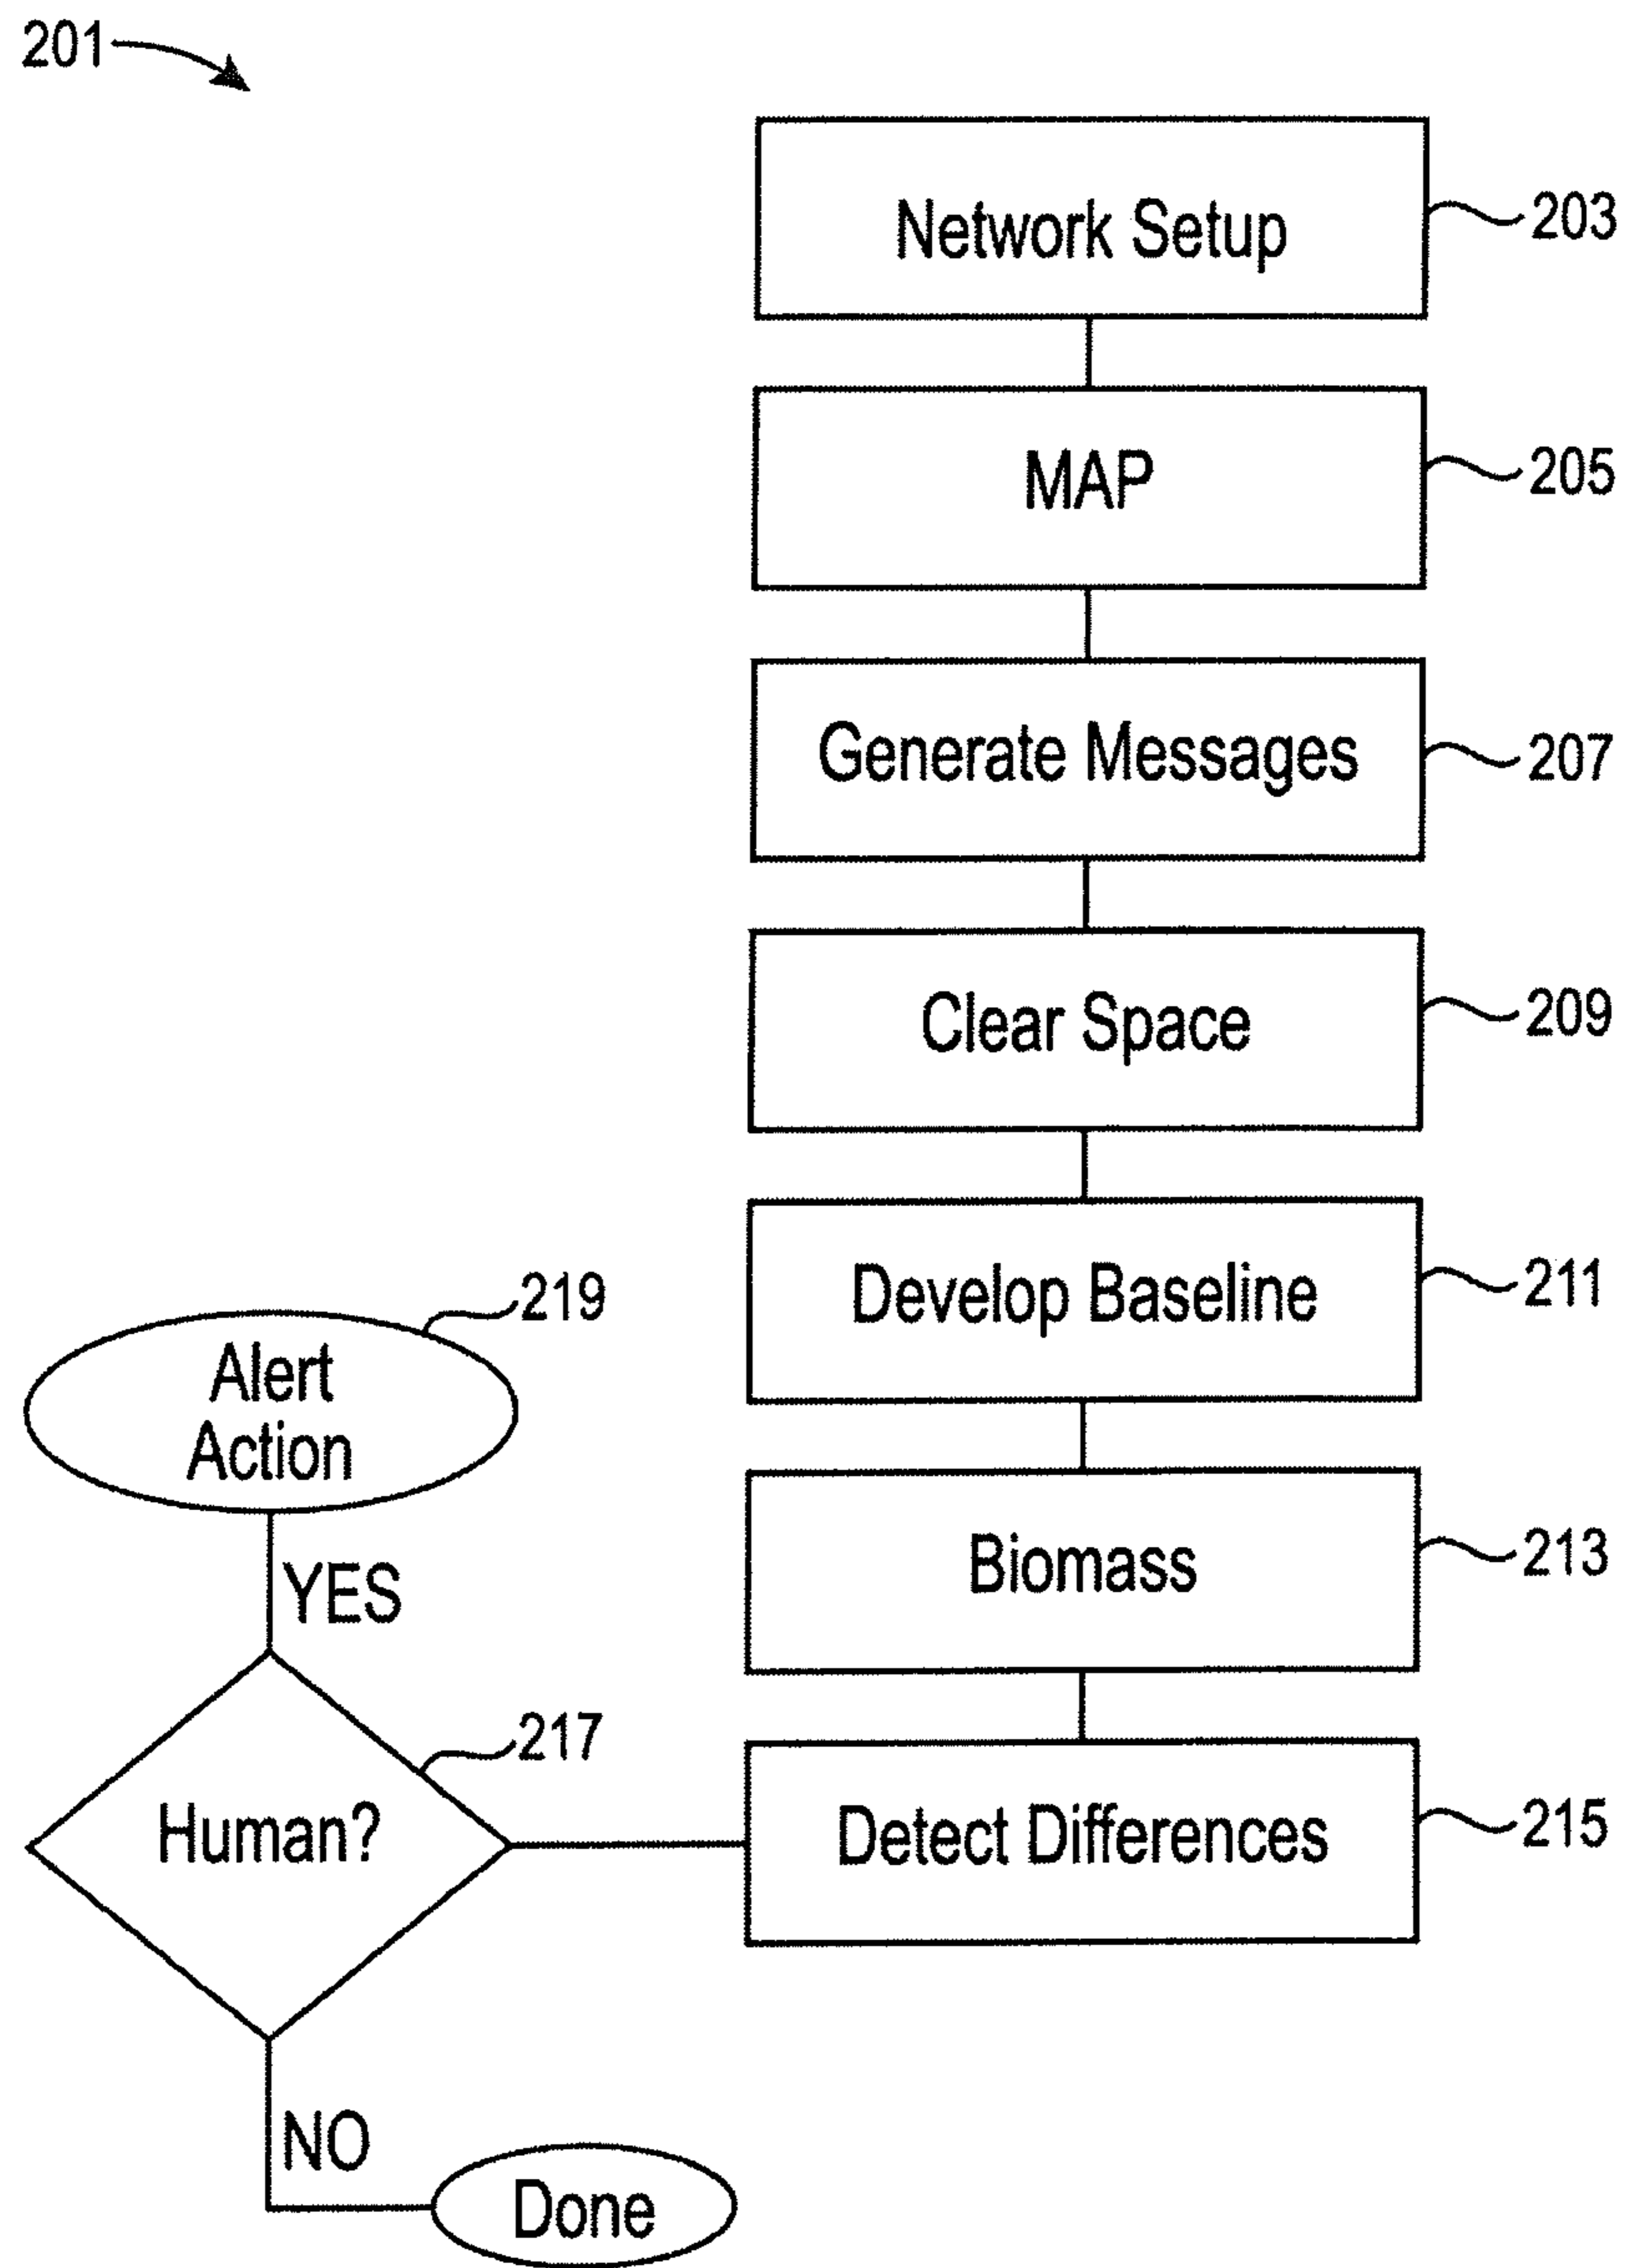 201
Network Setup
203
MAP
205
Generate Messages
207
Clear Space
209
Develop Baseline
211
Biomass
213
Detect Differences
215
Human?
217
YES
Alert
Action
219
NO
Done